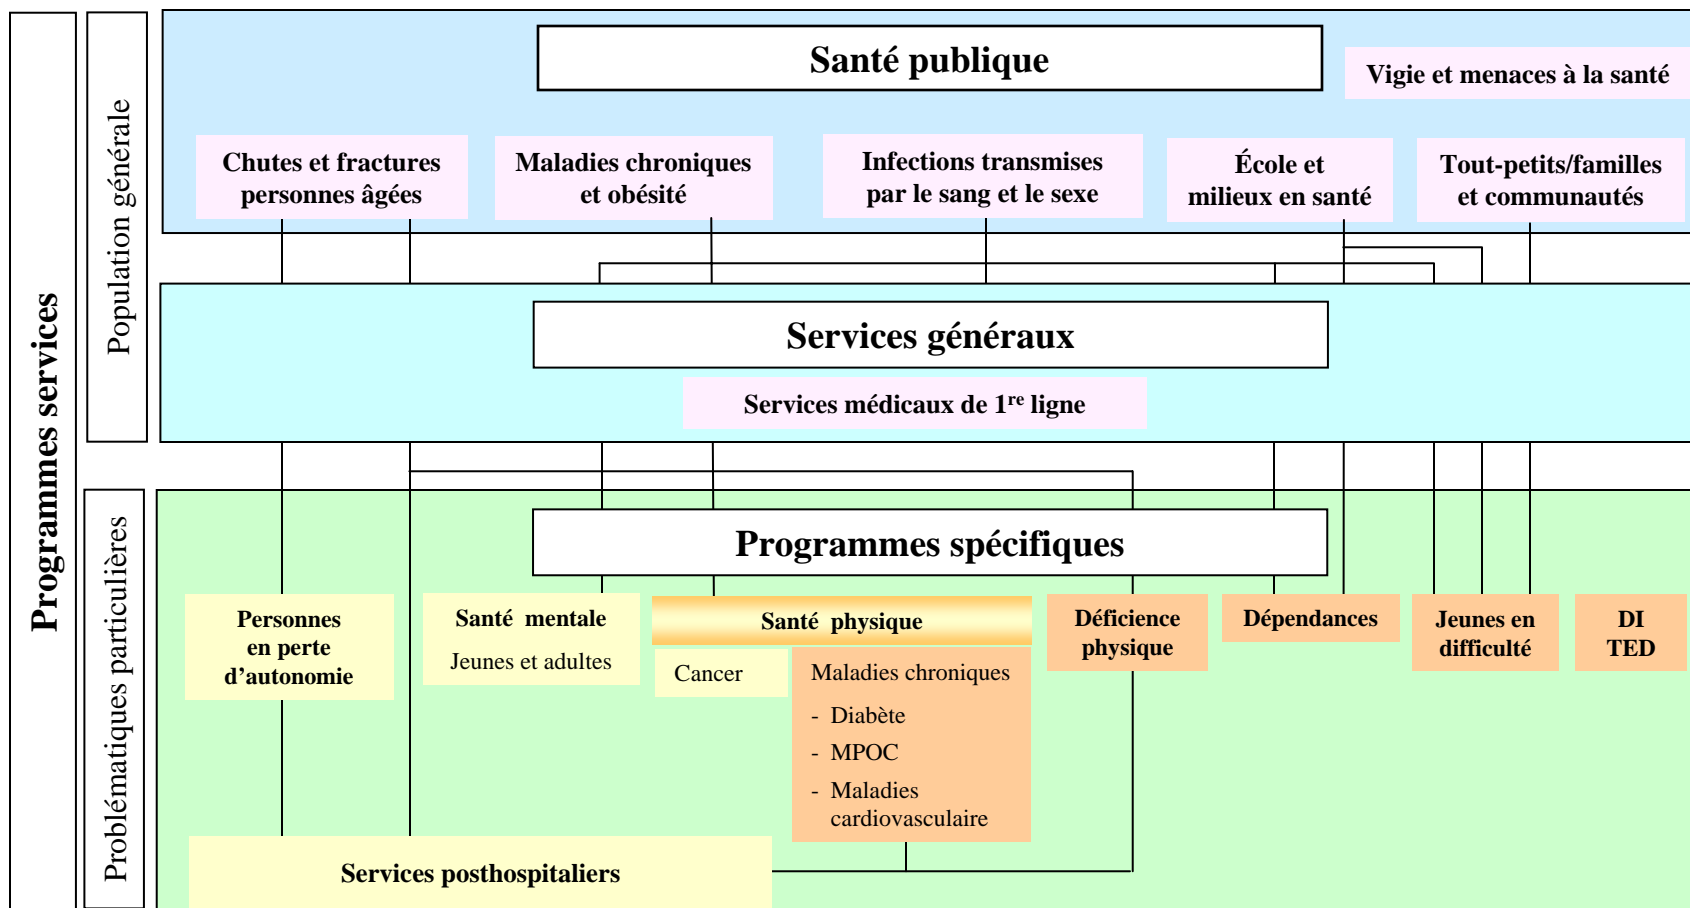 Programmes services
Population générale
Santé publique
Vigie et menaces à la santé
Chutes et fractures
personnes âgées
Maladies chroniques
et obésité
Infections transmises
par le sang et le sexe
École et
milieux en santé
Tout-petits/familles
et communautés
Services généraux
Services médicaux de 1re ligne
Problématiques particulières
Programmes spécifiques
Personnes
en perte
d'autonomie
Santé mentale
Jeunes et adultes
Santé physique
Cancer
Maladies chroniques
- Diabète
- MPOC
- Maladies
cardiovasculaire
Déficience
physique
Dépendances
Jeunes en
difficulté
DI
TED
Services posthospitaliers